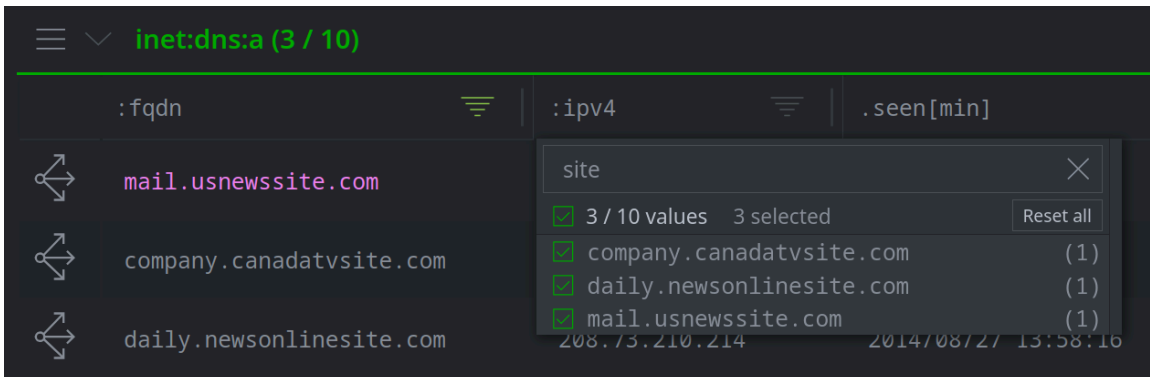 inet:dns:a (3 / 10)
:fqdn :ipv4 .seen[min]
mail.usnewssite.com
site
3 / 10 values 3 selected Reset all
company.canadatvsite.com
company.canadatvsite.com (1)
daily.newsonlinesite.com (1)
mail.usnewssite.com (1)
daily.newsonlinesite.com 208.73.210.214 2014/08/27 13:58:16